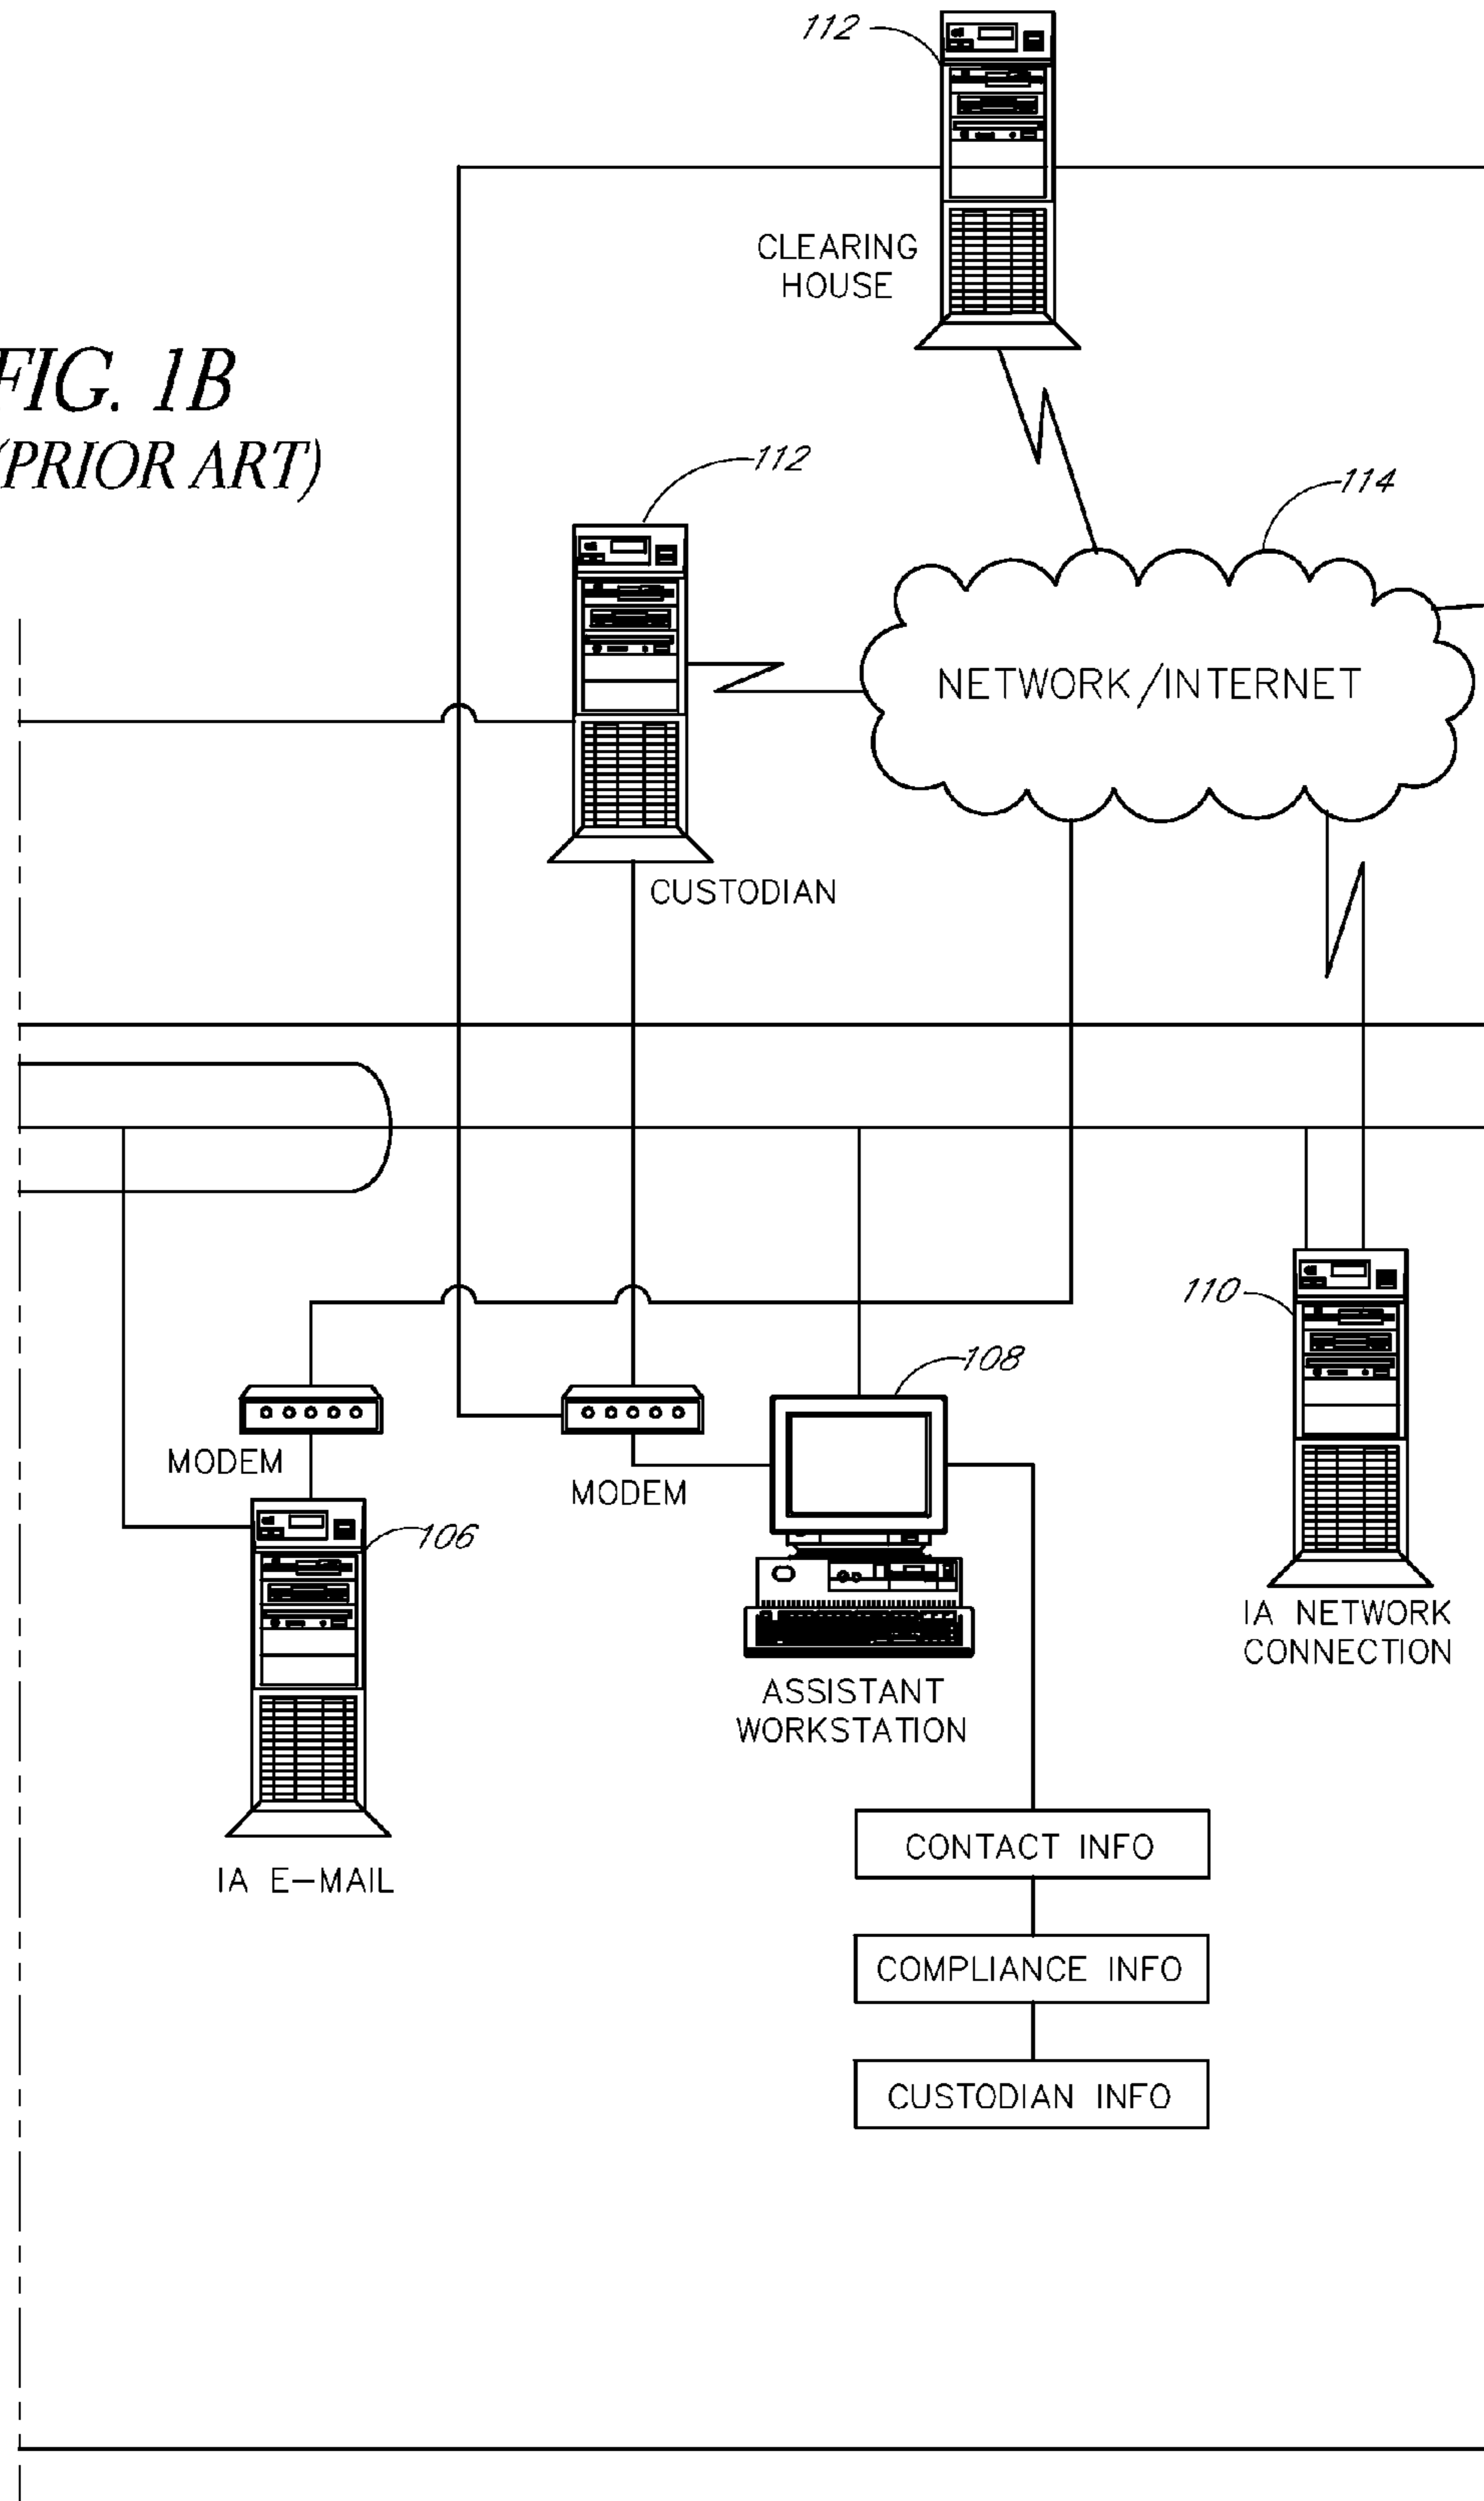 112
CLEARING
HOUSE
FIG. 1B
(PRIOR ART)
112
114
NETWORK/INTERNET
CUSTODIAN
110
108
MODEM
MODEM
106
IA NETWORK
CONNECTION
ASSISTANT
WORKSTATION
CONTACT INFO
IA E-MAIL
COMPLIANCE INFO
CUSTODIAN INFO